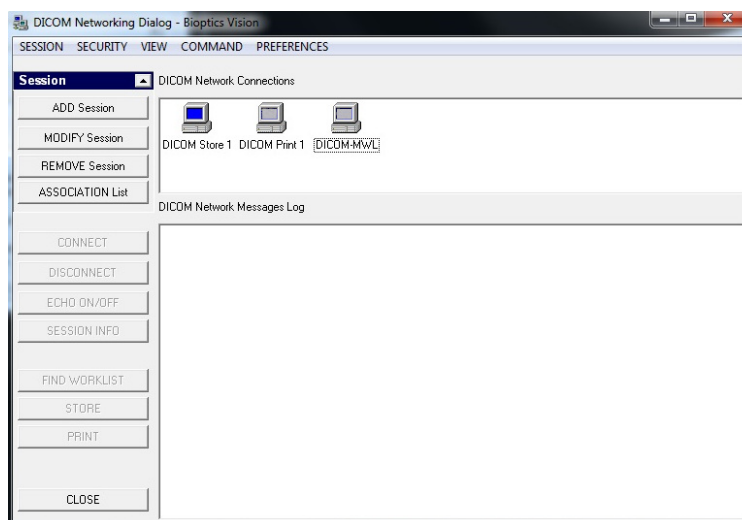 DICOM Networking Dialog - Bioptics Vision
SESSION SECURITY VIEW COMMAND PREFERENCES
Session
DICOM Network Connections
ADD Session
MODIFY Session
REMOVE Session
ASSOCIATION List
DICOM Store 1 DICOM Print 1 DICOM-MWL
DICOM Network Messages Log
CONNECT
DISCONNECT
ECHO ON/OFF
SESSION INFO
FIND WORKLIST
STORE
PRINT
CLOSE